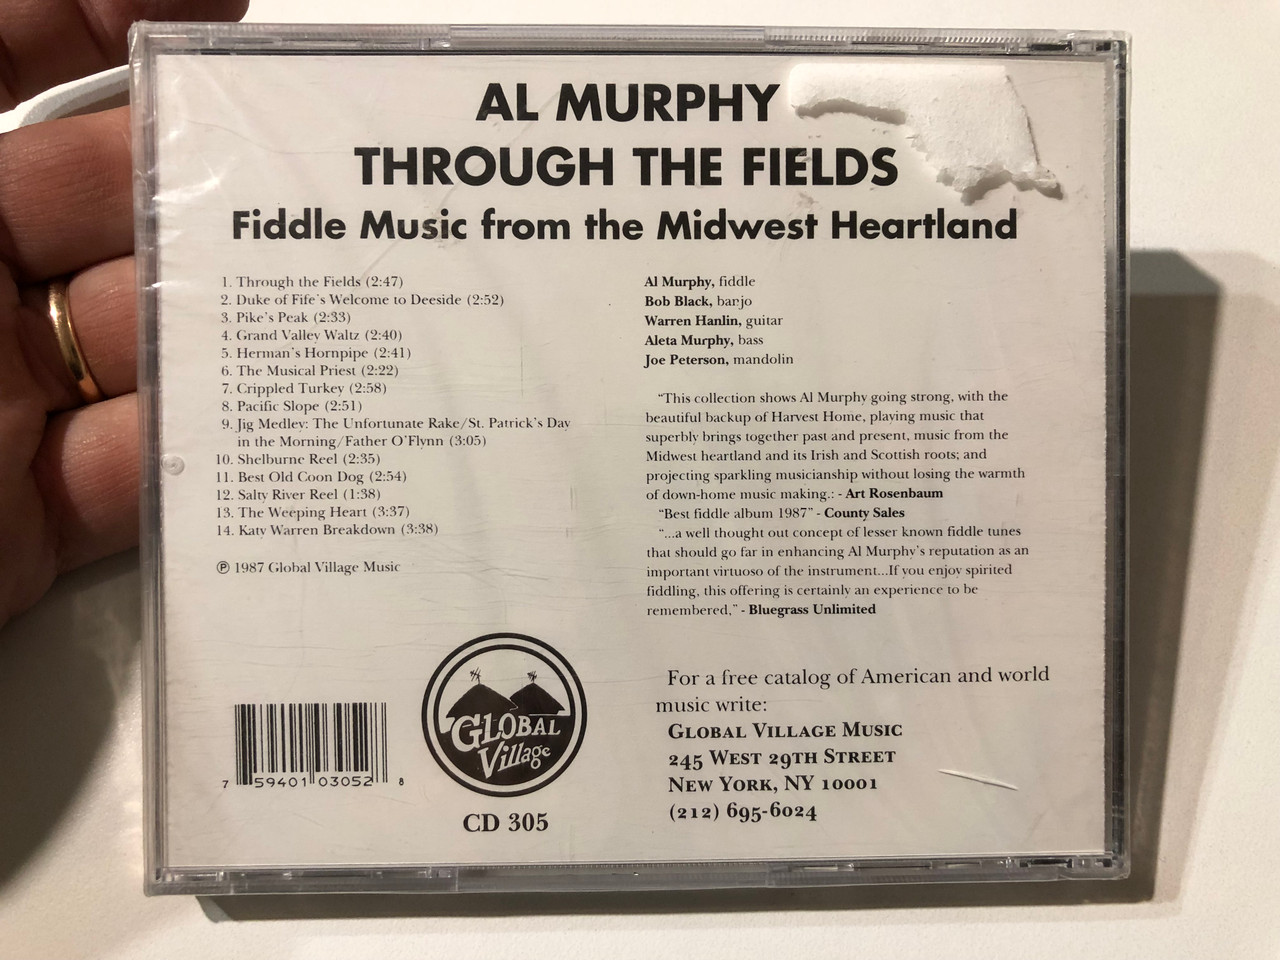 AL MURPHY
THROUGH THE FIELDS
Fiddle Music from the Midwest Heartland
1. Through the Fields (2:47)
2. Duke of Fife's Welcome to Deeside (2:52)
3. Pike's Peak (2:33)
4. Grand Valley Waltz (2:40)
5. Herman's Hornpipe (2:41)
6. The Musical Priest (2:22)
7. Crippled Turkey (2:58)
8. Pacific Slope (2:51)
9. Jig Medley: The Unfortunate Rake/St. Patrick's Day
in the Morning/Father O'Flynn (3:05)
10. Shelburne Reel (2:35)
11. Best Old Coon Dog (2:54)
12. Salty River Reel (1:38)
13. The Weeping Heart (3:37)
14. Katy Warren Breakdown (3:38)
℗ 1987 Global Village Music
Al Murphy, fiddle
Bob Black, banjo
Warren Hanlin, guitar
Aleta Murphy, bass
Joe Peterson, mandolin
"This collection shows Al Murphy going strong, with the
beautiful backup of Harvest Home, playing music that
superbly brings together past and present, music from the
Midwest heartland and its Irish and Scottish roots; and
projecting sparkling musicianship without losing the warmth
of down-home music making.: - Art Rosenbaum
"Best fiddle album 1987" - County Sales
"...a well thought out concept of lesser known fiddle tunes
that should go far in enhancing Al Murphy's reputation as an
important virtuoso of the instrument...If you enjoy spirited
fiddling, this offering is certainly an experience to be
remembered," - Bluegrass Unlimited
7 59401 03052 8
GLOBAL
Village
CD 305
For a free catalog of American and world
music write:
GLOBAL VILLAGE MUSIC
245 WEST 29TH STREET
NEW YORK, NY 10001
(212) 695-6024